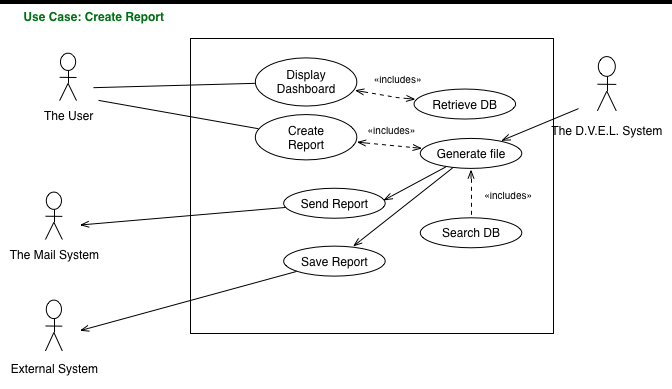 Use Case: Create Report
Display
Dashboard
«includes»
Retrieve DB
The User
The D.V.E.L. System
Create
Report
«includes»
Generate file
Send Report
«includes»
Search DB
The Mail System
Save Report
External System